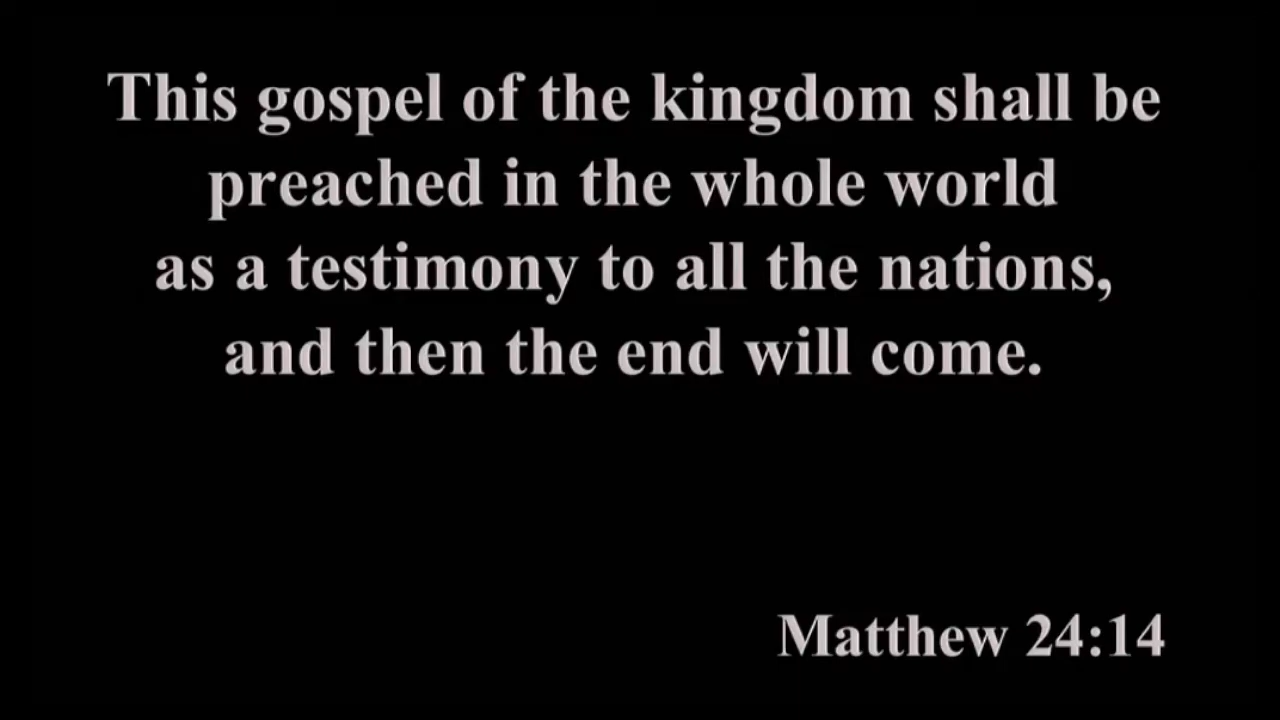 This gospel of the kingdom shall be
preached in the whole world
as a testimony to all the nations,
and then the end will come.
Matthew 24:14